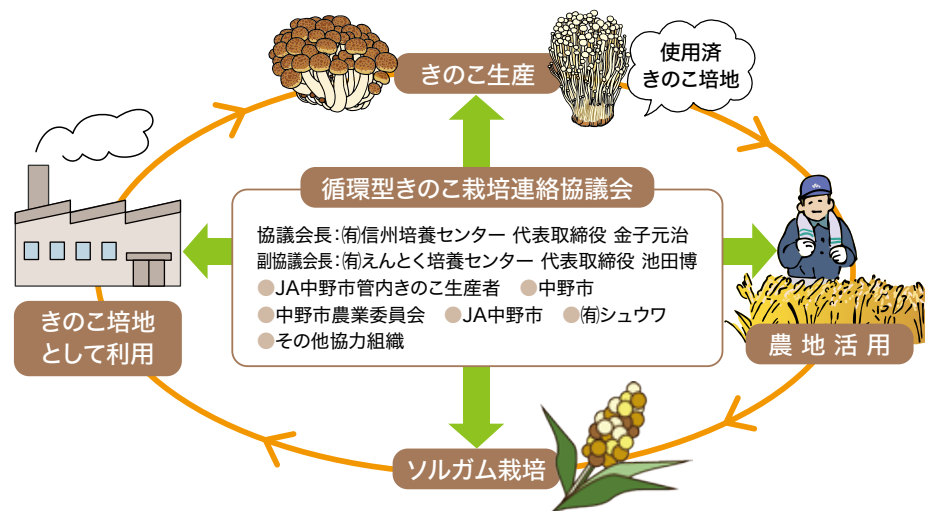 きのこ生産
使用済
きのこ培地
循環型きのこ栽培連絡協議会
協議会長：㈲信州培養センター 代表取締役 金子元治
副協議会長：㈲えんとく培養センター 代表取締役 池田博
●JA中野市管内きのこ生産者 ●中野市
●中野市農業委員会 ●JA中野市 ●㈲シュウワ
●その他協力組織
きのこ培地
として利用
農地活用
ソルガム栽培